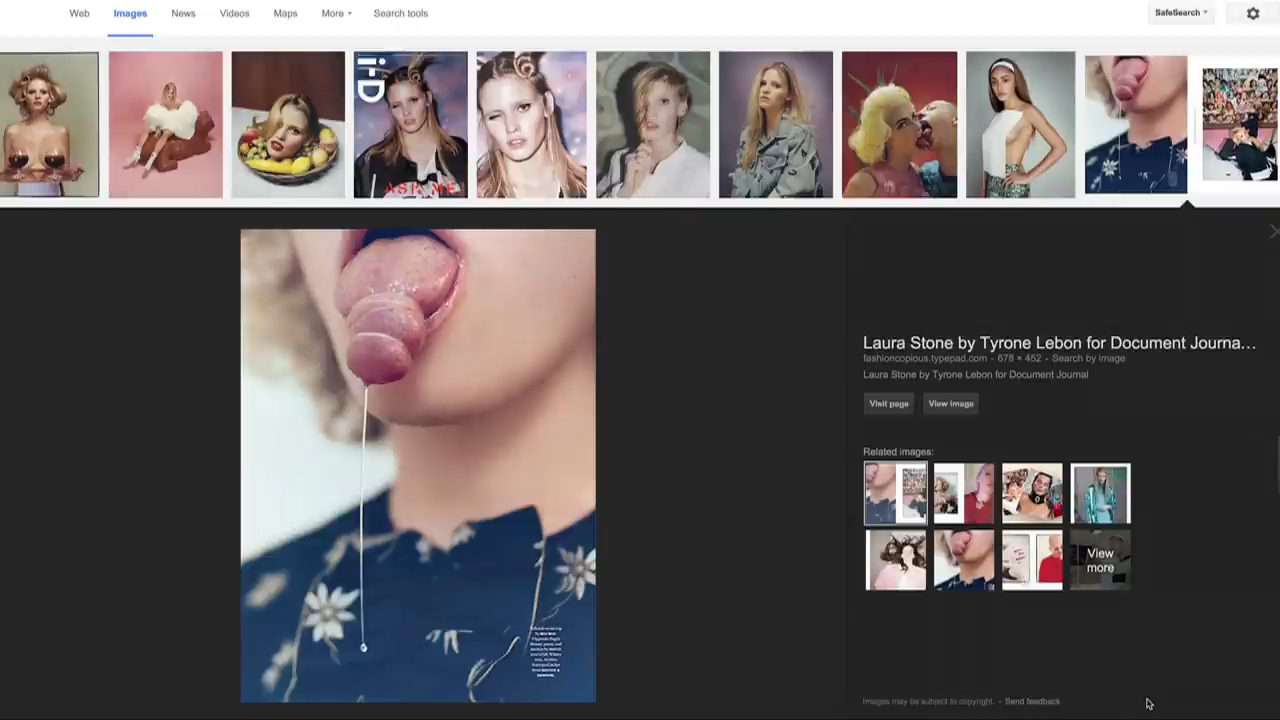 Web Images News Videos Maps More Search tools SafeSearch
i-D
ASK ME!
Laura Stone by Tyrone Lebon for Document Journa...
fashioncopious.typepad.com - 678 × 452 - Search by image
Laura Stone by Tyrone Lebon for Document Journal
Visit page View image
Related images:
View
more
Images may be subject to copyright. - Send feedback